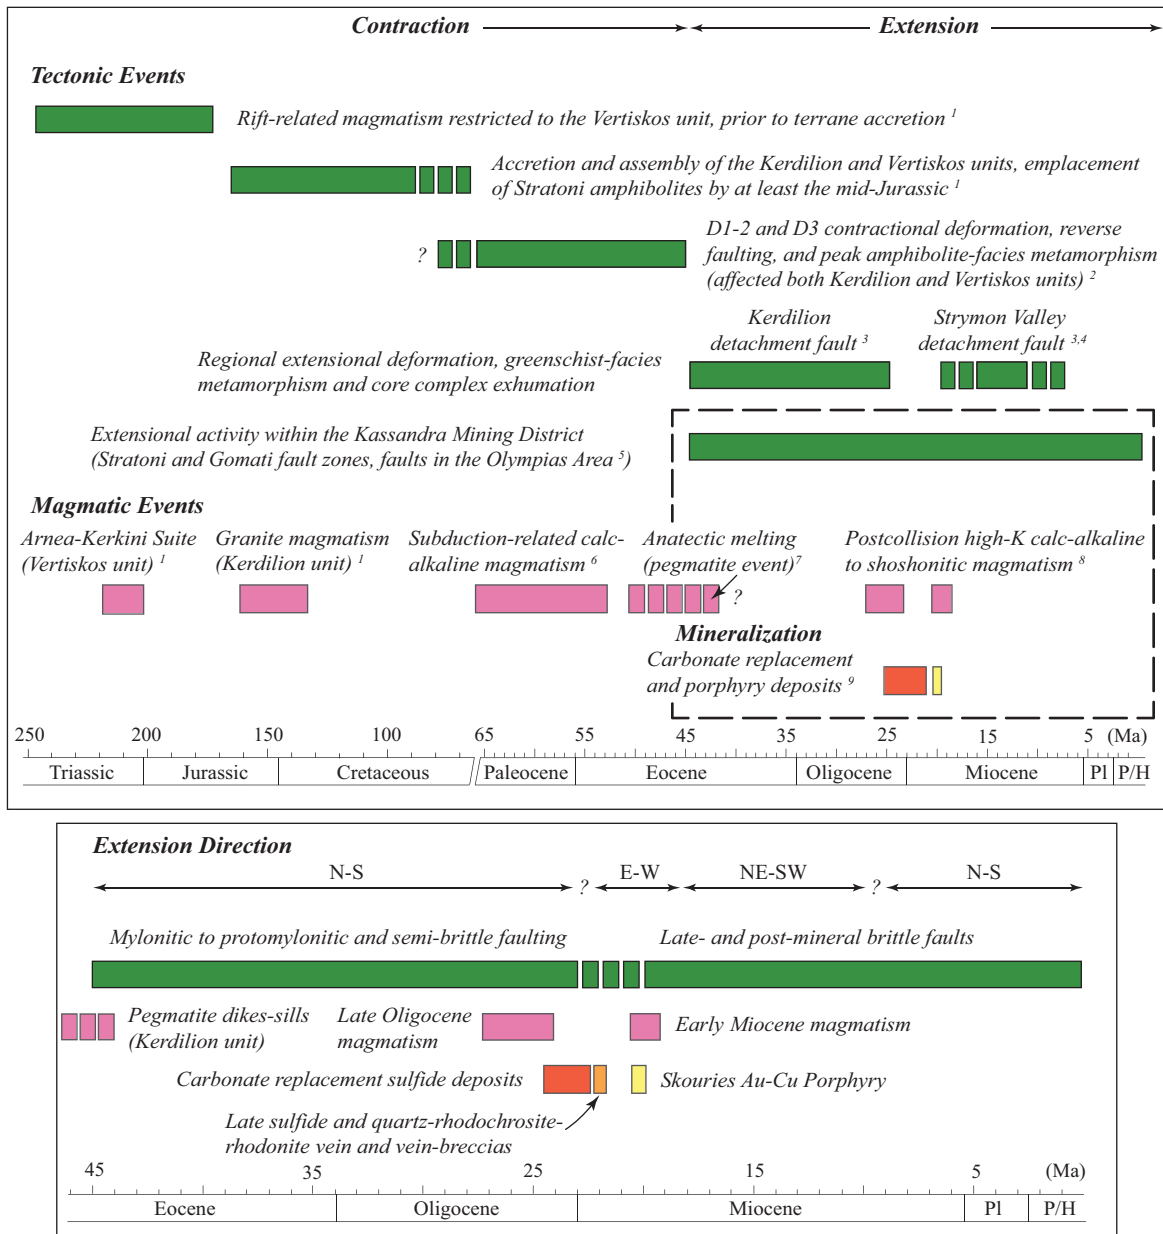 Contraction
Extension
Tectonic Events
Rift-related magmatism restricted to the Vertiskos unit, prior to terrane accretion 1
Accretion and assembly of the Kerdilion and Vertiskos units, emplacement
of Stratoni amphibolites by at least the mid-Jurassic 1
D1-2 and D3 contractional deformation, reverse
faulting, and peak amphibolite-facies metamorphism
(affected both Kerdilion and Vertiskos units) 2
?
Kerdilion
detachment fault 3
Strymon Valley
detachment fault 3,4
Regional extensional deformation, greenschist-facies
metamorphism and core complex exhumation
Extensional activity within the Kassandra Mining District
(Stratoni and Gomati fault zones, faults in the Olympias Area 5)
Magmatic Events
Arnea-Kerkini Suite
(Vertiskos unit) 1
Granite magmatism
(Kerdilion unit) 1
Subduction-related calc-
alkaline magmatism 6
Anatectic melting
(pegmatite event)7
?
Postcollision high-K calc-alkaline
to shoshonitic magmatism 8
Mineralization
Carbonate replacement
and porphyry deposits 9
250 200 150 100 65 55 45 35 25 15 5 (Ma)
Triassic Jurassic Cretaceous Paleocene Eocene Oligocene Miocene Pl P/H
Extension Direction
N-S ? E-W NE-SW ? N-S
Mylonitic to protomylonitic and semi-brittle faulting
Late- and post-mineral brittle faults
Pegmatite dikes-sills
(Kerdilion unit)
Late Oligocene
magmatism
Early Miocene magmatism
Carbonate replacement sulfide deposits
Skouries Au-Cu Porphyry
Late sulfide and quartz-rhodochrosite-
rhodonite vein and vein-breccias
45 35 25 15 5 (Ma)
Eocene Oligocene Miocene Pl P/H